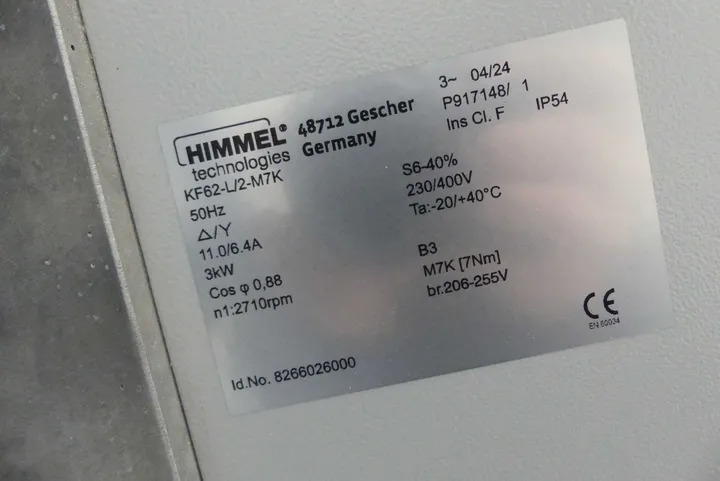 HIMMEL®
technologies
48712 Gescher
Germany
3~ 04/24
P917148/ 1
Ins Cl. F IP54
KF62-L/2-M7K
50Hz
Δ/Y
11.0/6.4A
3kW
Cos φ 0,88
n1:2710rpm
S6-40%
230/400V
Ta:-20/+40°C
B3
M7K [7Nm]
br.206-255V
CE
EN 60034
Id.No. 8266026000